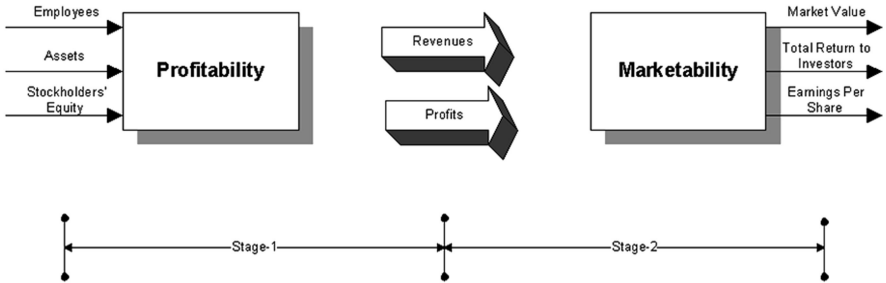 Employees
Assets
Stockholders'
Equity
Profitability
Revenues
Profits
Marketability
Market Value
Total Return to
Investors
Earnings Per
Share
Stage-1
Stage-2